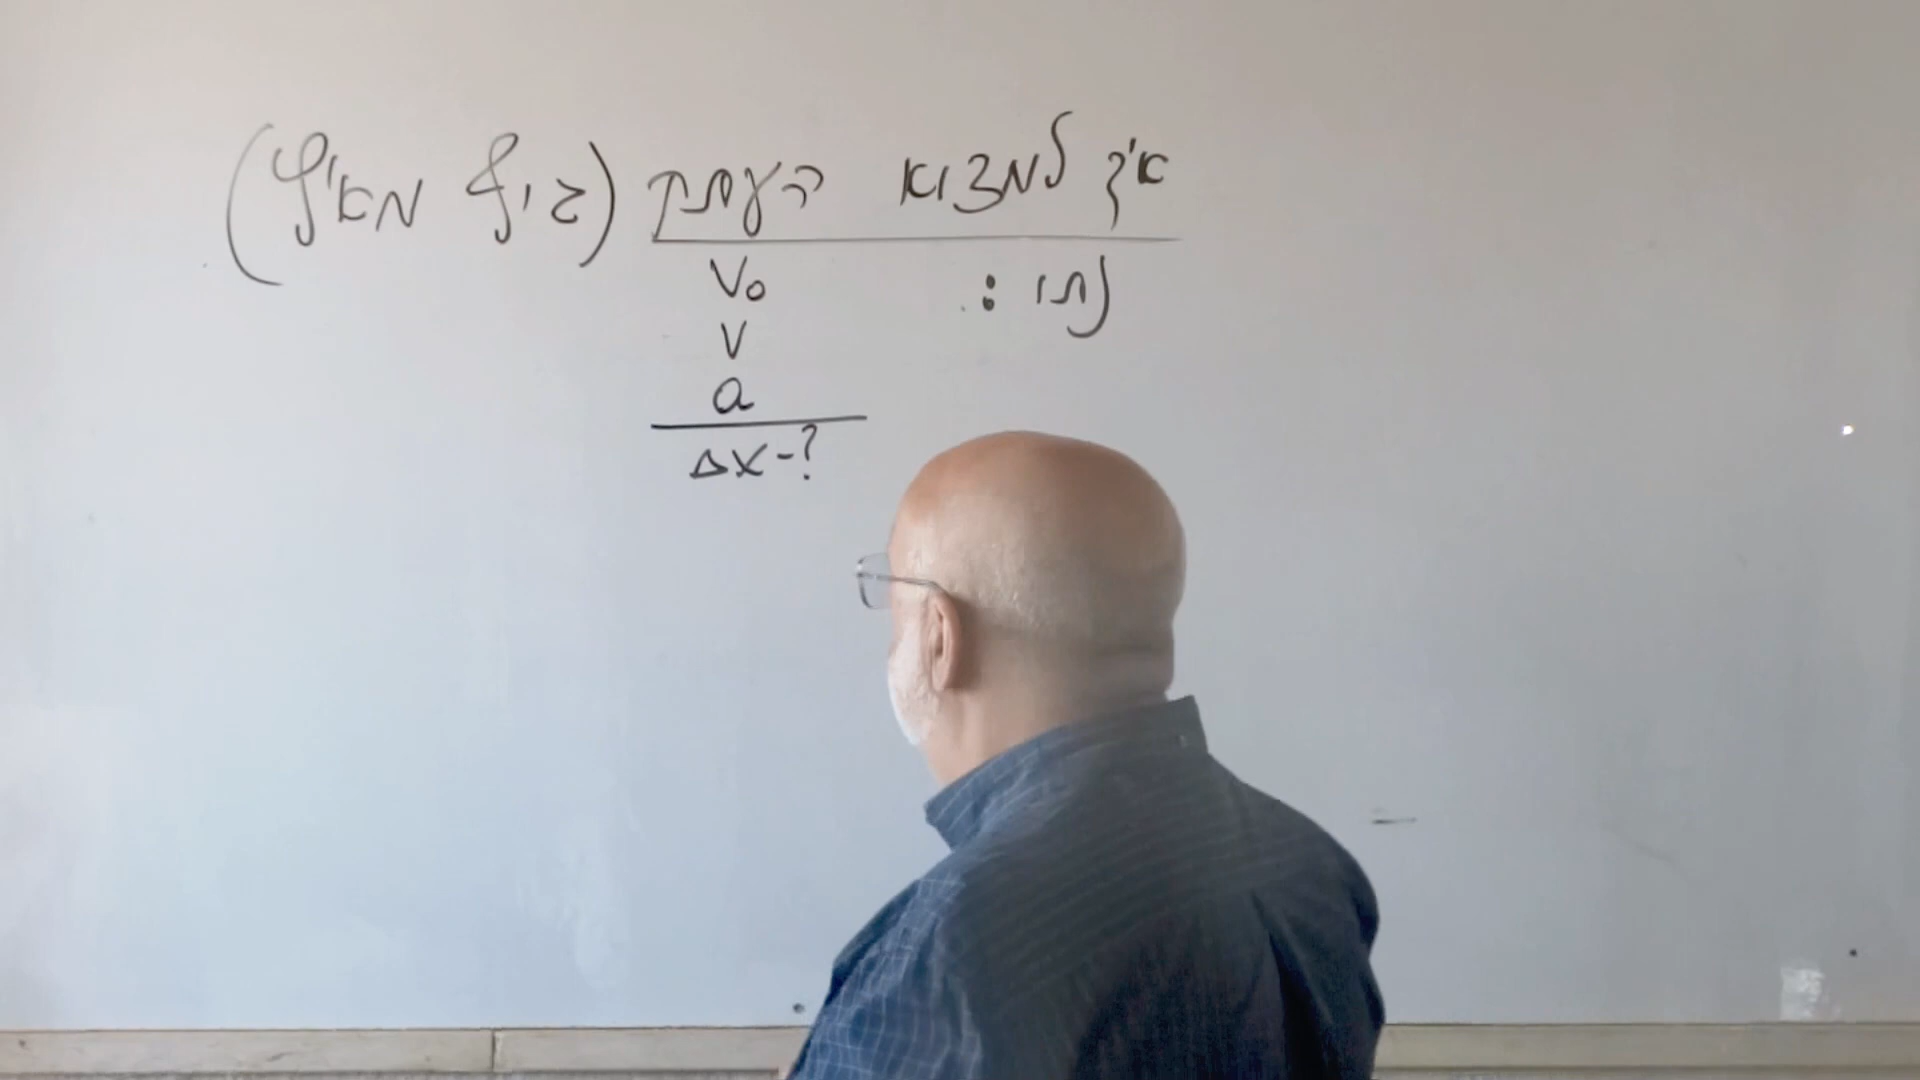 איך למצוא העתק (גוף מאיץ)
נתון : V₀
V
a
Δx-?